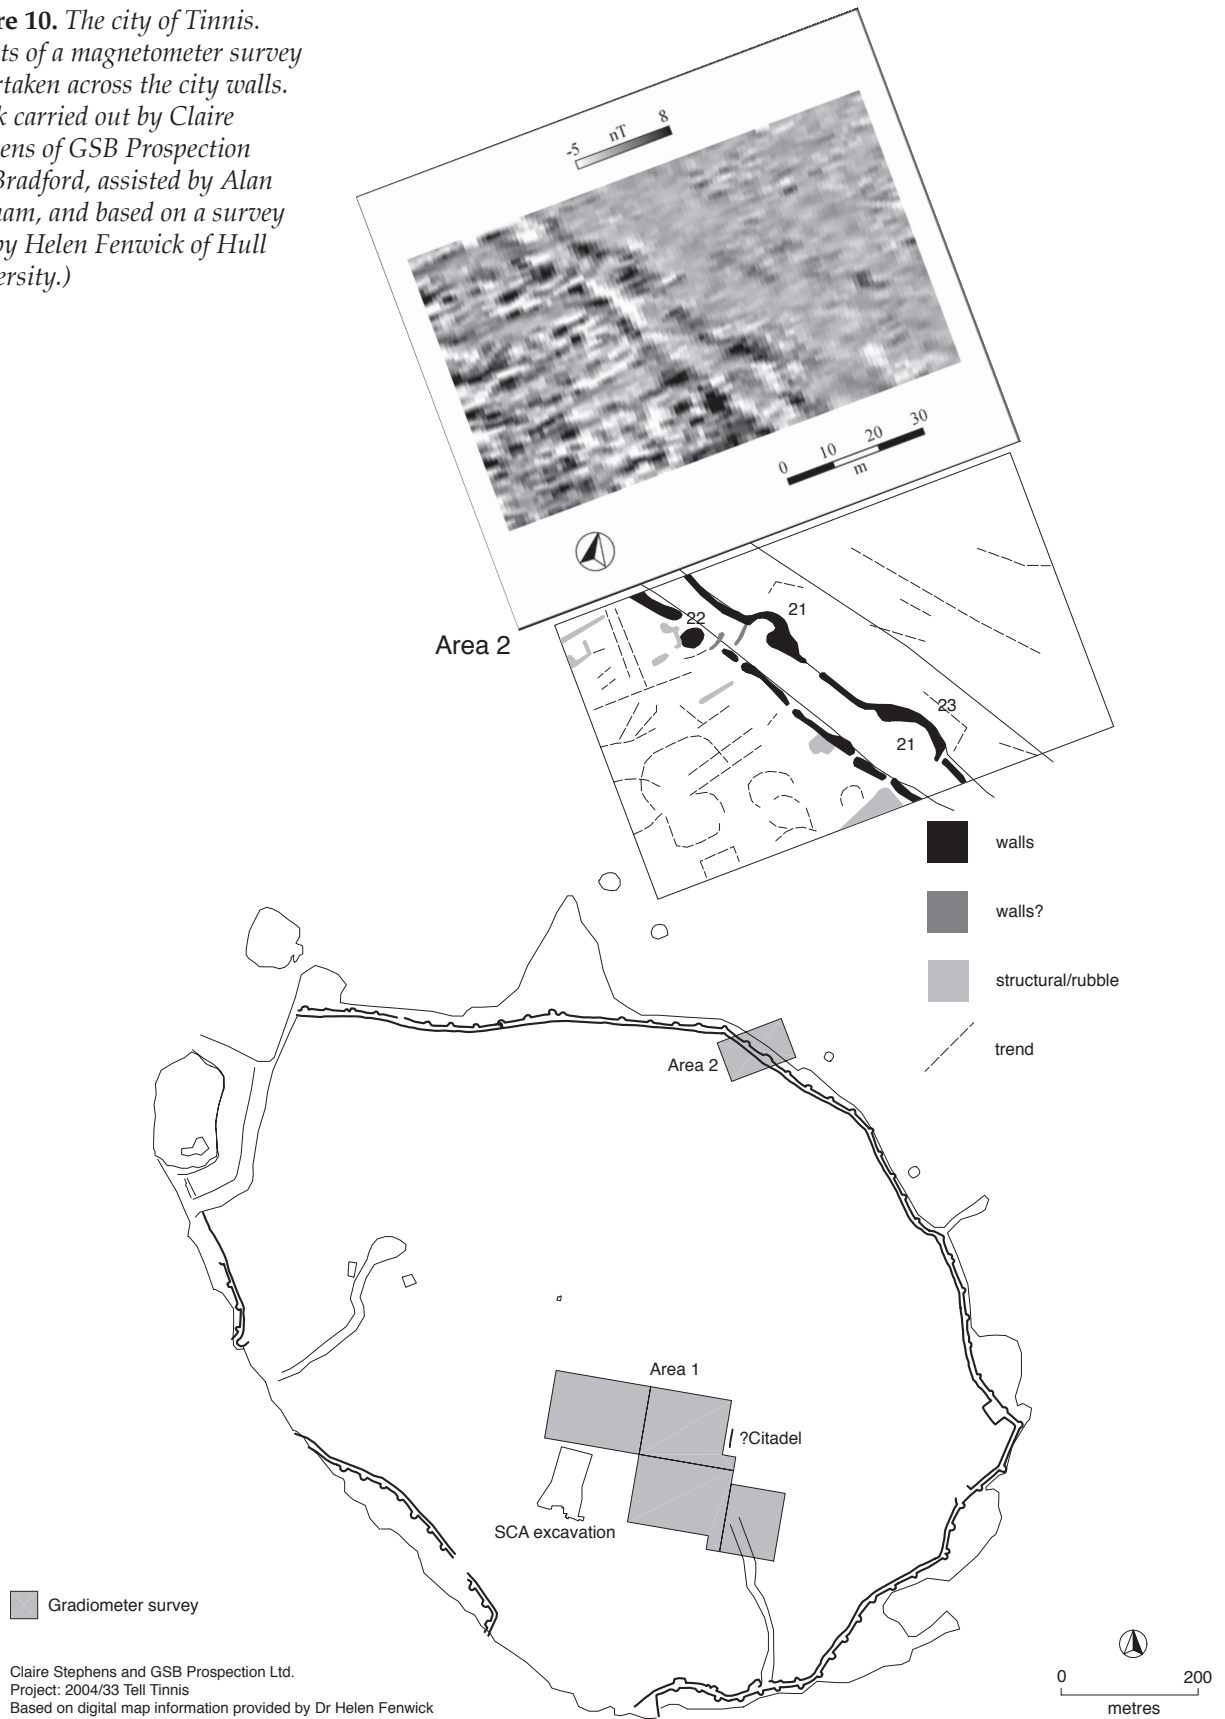 re 10. The city of Tinnis.
ts of a magnetometer survey
rtaken across the city walls.
k carried out by Claire
ens of GSB Prospection
Bradford, assisted by Alan
am, and based on a survey
by Helen Fenwick of Hull
ersity.)
-5 nT 8
0 10 20 30
m
Area 2
22
21
23
21
walls
walls?
structural/rubble
trend
Area 2
Area 1
?Citadel
SCA excavation
Gradiometer survey
Claire Stephens and GSB Prospection Ltd.
Project: 2004/33 Tell Tinnis
Based on digital map information provided by Dr Helen Fenwick
0 200
metres